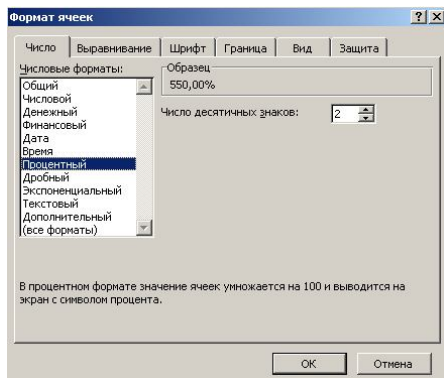 Формат ячеек
Число Выравнивание Шрифт Граница Вид Защита
Числовые форматы:
Образец
Общий
550,00%
Числовой
Денежный
Число десятичных знаков: 2
Финансовый
Дата
Время
Процентный
Дробный
Экспоненциальный
Текстовый
Дополнительный
(все форматы)
В процентном формате значение ячеек умножается на 100 и выводится на
экран с символом процента.
OK Отмена